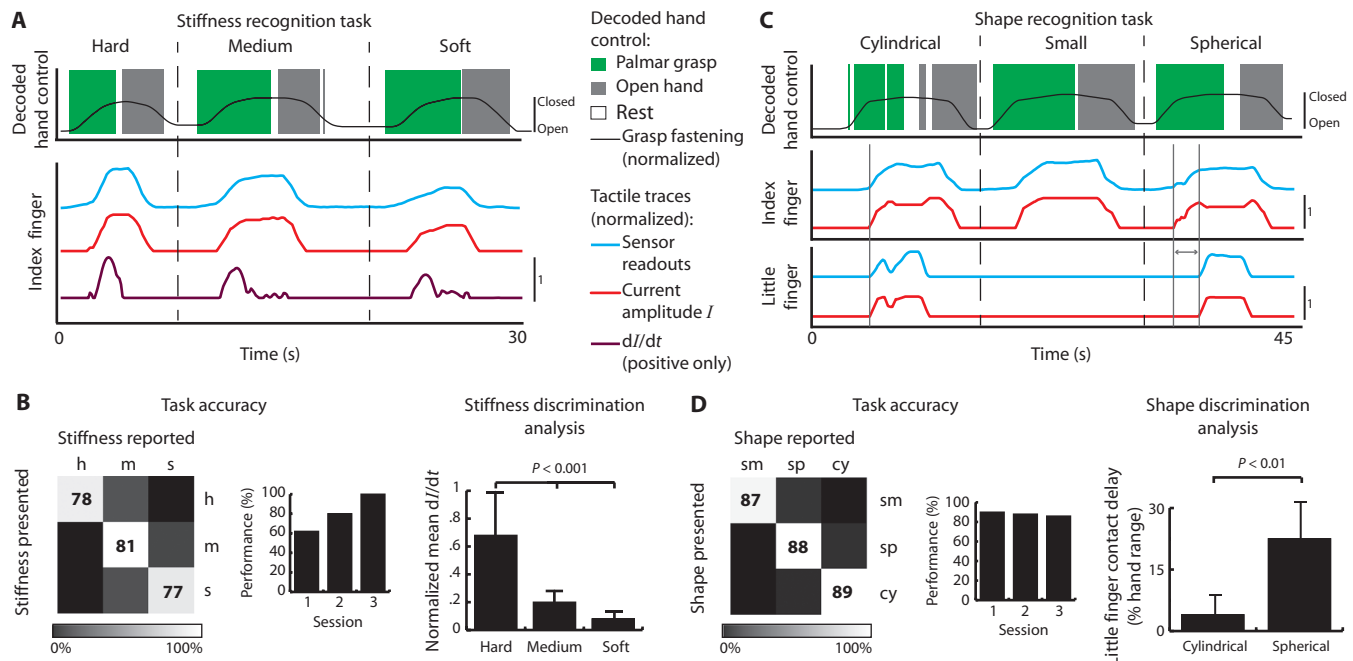 A
Stiffness recognition task
Hard
Medium
Soft
Decoded
hand control
Closed
Open
Index finger
1
0
30
Time (s)
Decoded hand
control:
Palmar grasp
Open hand
Rest
Grasp fastening
(normalized)
Tactile traces
(normalized):
Sensor
readouts
Current
amplitude I
dI/dt
(positive only)
C
Shape recognition task
Cylindrical
Small
Spherical
Decoded
hand control
Closed
Open
Index
finger
1
Little
finger
1
0
45
Time (s)
B
Task accuracy
Stiffness reported
h m s
Stiffness presented
78
h
81
m
77
s
0% 100%
Performance (%)
100
80
60
40
20
0
1 2 3
Session
Stiffness discrimination
analysis
P < 0.001
Normalized mean dI/dt
1
.8
.6
.4
.2
0
Hard Medium Soft
D
Task accuracy
Shape reported
sm sp cy
Shape presented
87
sm
88
sp
89
cy
0% 100%
Performance (%)
100
80
60
40
20
0
1 2 3
Session
Shape discrimination
analysis
P < 0.01
Little finger contact delay
(% hand range)
30
15
0
Cylindrical Spherical